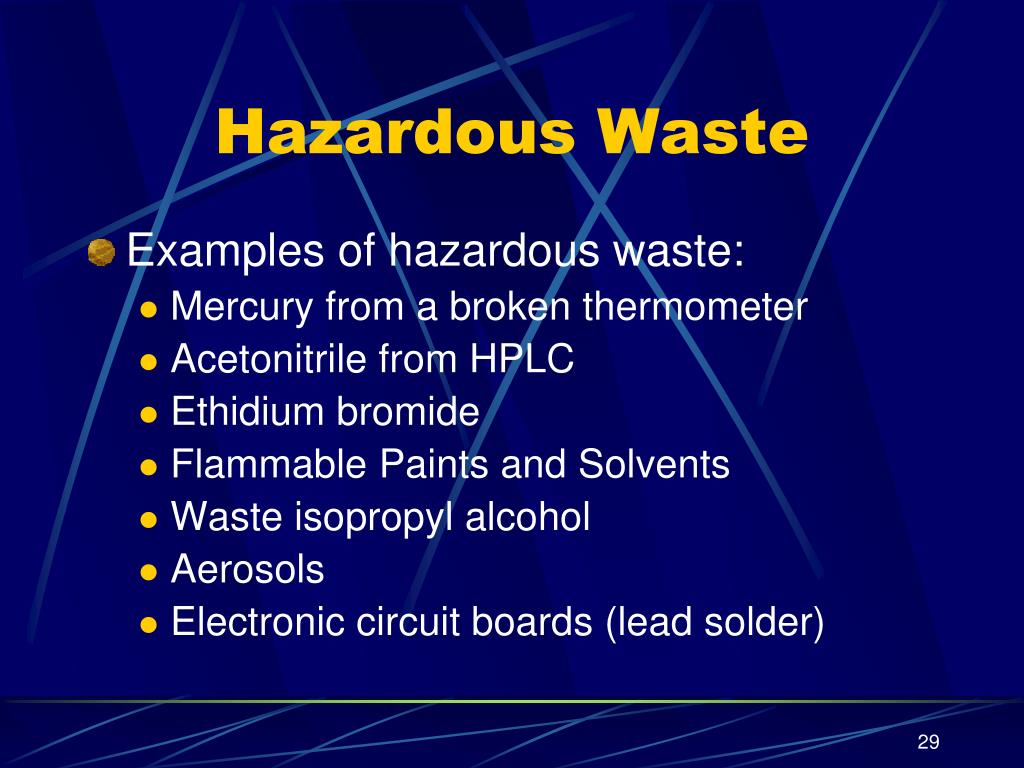 Hazardous Waste
Examples of hazardous waste:
Mercury from a broken thermometer
Acetonitrile from HPLC
Ethidium bromide
Flammable Paints and Solvents
Waste isopropyl alcohol
Aerosols
Electronic circuit boards (lead solder)
29